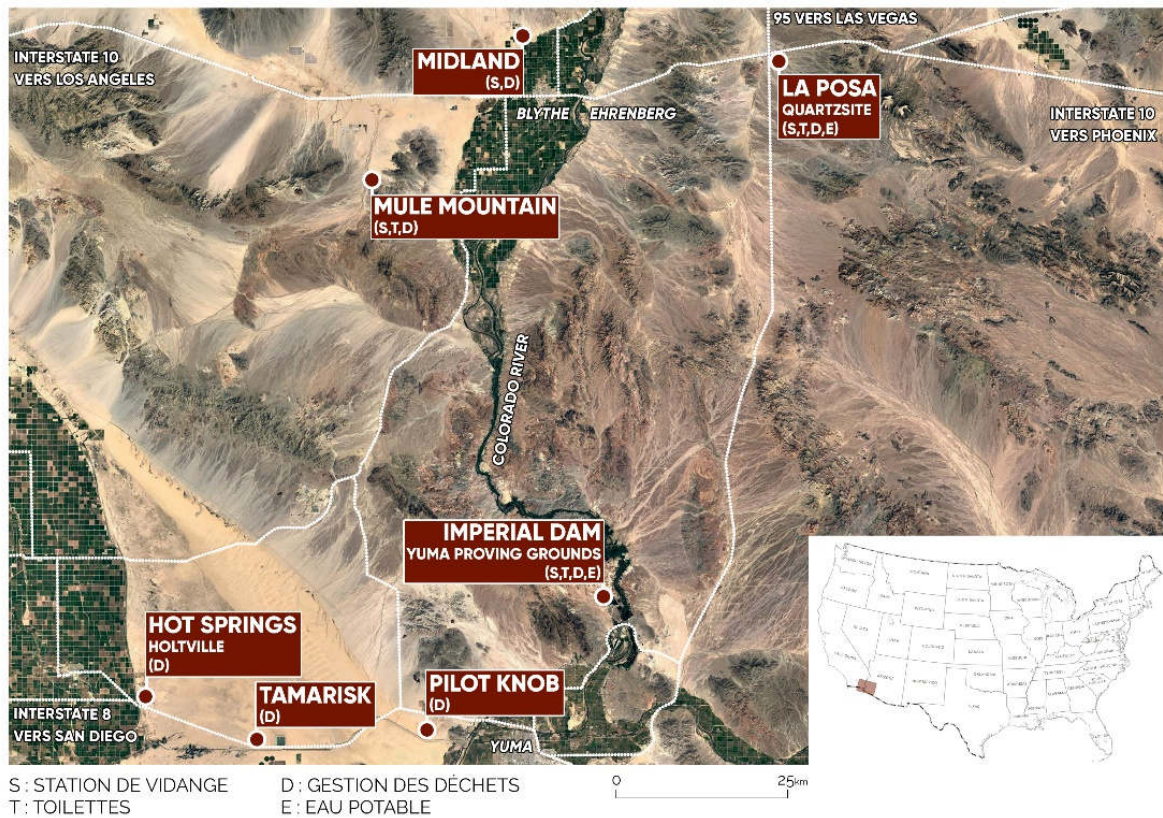 95 VERS LAS VEGAS
INTERSTATE 10
VERS LOS ANGELES
MIDLAND
(S,D)
LA POSA
QUARTZSITE
(S,T,D,E)
BLYTHE
EHRENBERG
INTERSTATE 10
VERS PHOENIX
MULE MOUNTAIN
(S,T,D)
COLORADO RIVER
IMPERIAL DAM
YUMA PROVING GROUNDS
(S,T,D,E)
HOT SPRINGS
HOLTVILLE
(D)
TAMARISK
(D)
PILOT KNOB
(D)
INTERSTATE 8
VERS SAN DIEGO
YUMA
S : STATION DE VIDANGE
T : TOILETTES
D : GESTION DES DÉCHETS
E : EAU POTABLE
0
25km